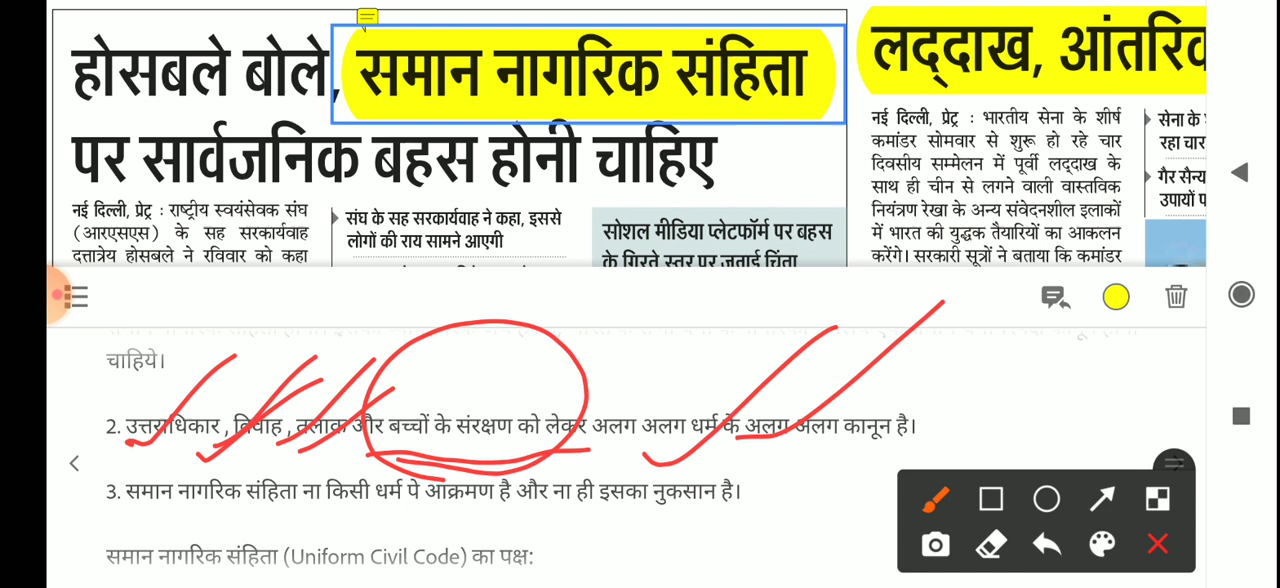 होसबले बोले, समान नागरिक संहिता
पर सार्वजनिक बहस होनी चाहिए
नई दिल्ली, प्रेट्र : राष्ट्रीय स्वयंसेवक संघ
(आरएसएस) के सह सरकार्यवाह
दत्तात्रेय होसबले ने रविवार को कहा
संघ के सह सरकार्यवाह ने कहा, इससे
लोगों की राय सामने आएगी
सोशल मीडिया प्लेटफॉर्म पर बहस
के गिरते स्तर पर जताई चिंता
लद्दाख, आंतरिक
नई दिल्ली, प्रेट्र : भारतीय सेना के शीर्ष
कमांडर सोमवार से शुरू हो रहे चार
दिवसीय सम्मेलन में पूर्वी लद्दाख के
साथ ही चीन से लगने वाली वास्तविक
नियंत्रण रेखा के अन्य संवेदनशील इलाकों
में भारत की युद्धक तैयारियों का आकलन
करेंगे। सरकारी सूत्रों ने बताया कि कमांडर
सेना के
रहा चार
गैर सैन्य
उपायों
चाहिये।
2. उत्तराधिकार , विवाह , तलाक और बच्चों के संरक्षण को लेकर अलग अलग धर्म के अलग अलग कानून है।
3. समान नागरिक संहिता ना किसी धर्म पे आक्रमण है और ना ही इसका नुकसान है।
समान नागरिक संहिता (Uniform Civil Code) का पक्ष: